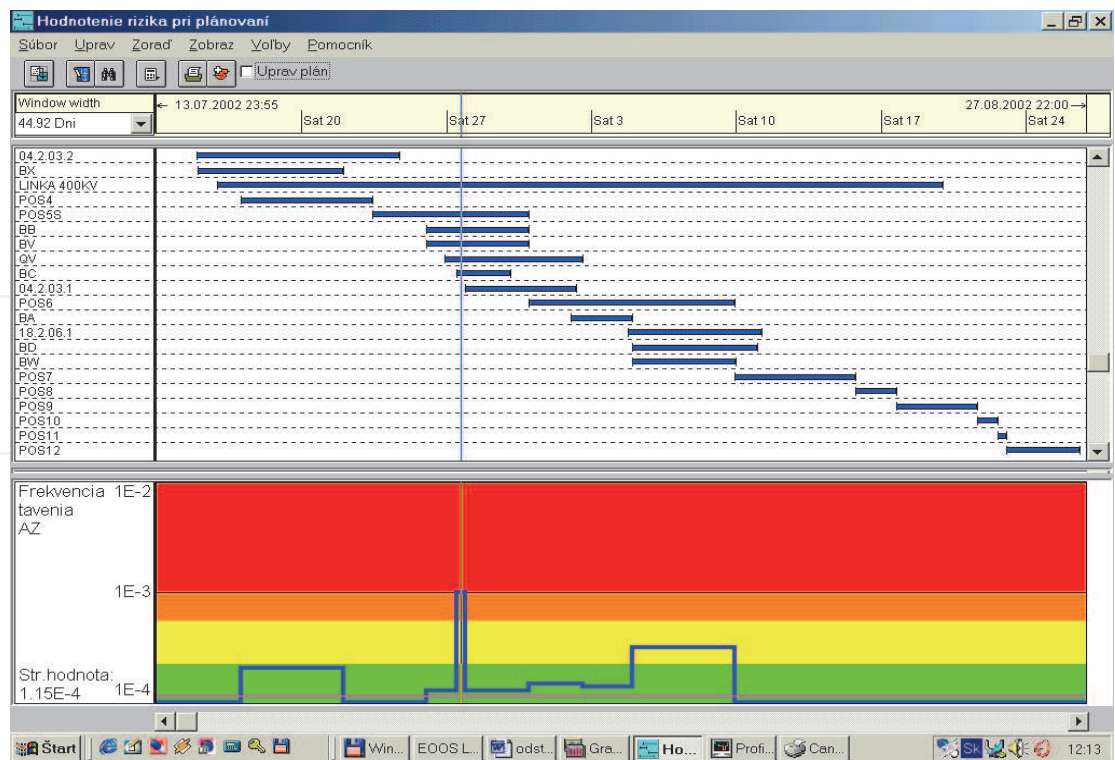 Hodnotenie rizika pri plánovaní
Súbor Uprav Zoraď Zobraz Voľby Pomocník
Uprav plán
Window width
44.92 Dni
← 13.07.2002 23:55
27.08.2002 22:00→
Sat 20 Sat 27 Sat 3 Sat 10 Sat 17 Sat 24
04.2.03.2
BX
LINKA 400KV
POS4
POS5S
BB
BV
QV
BC
04.2.03.1
POS6
BA
18.2.06.1
BD
BW
POS7
POS8
POS9
POS10
POS11
POS12
Frekvencia 1E-2
tavenia
AZ
1E-3
Str.hodnota:
1.15E-4 1E-4
Štart Win... EOOS L... odst... Gra... Ho... Profi... Can... Sk 12:13